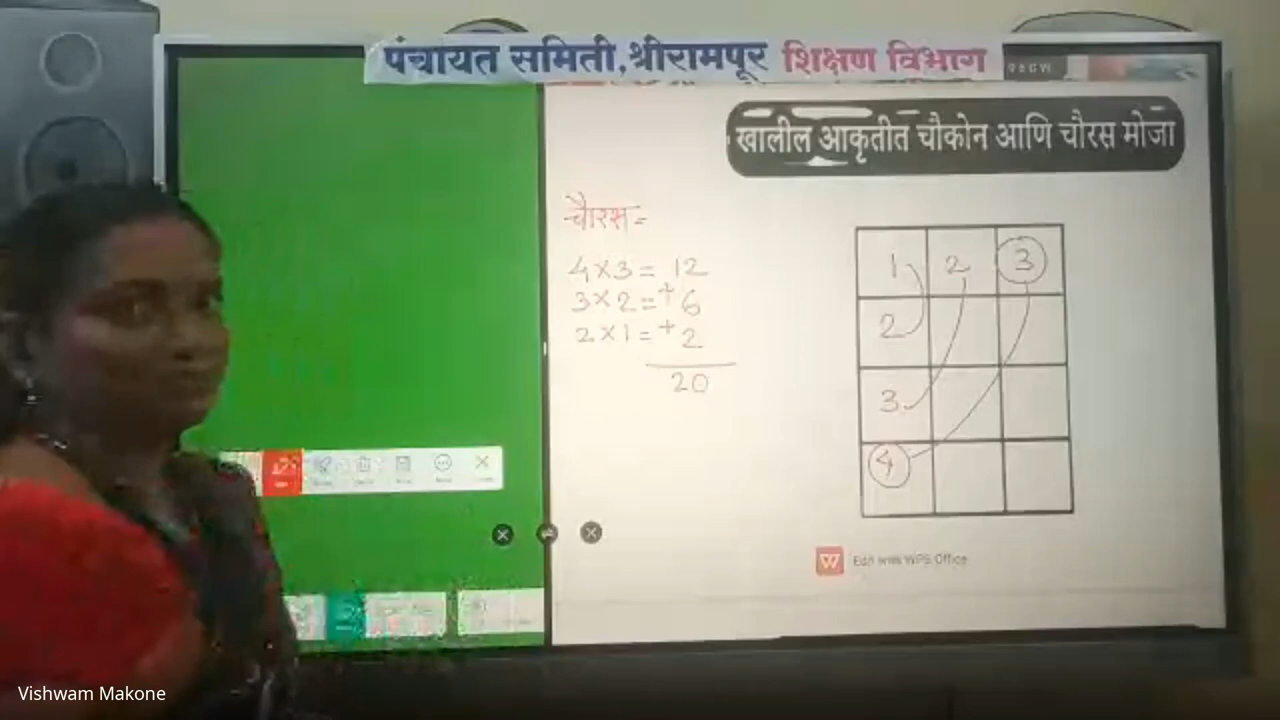 पंचायत समिती,श्रीरामपूर शिक्षण विभाग
खालील आकृतीत चौकोन आणि चौरस मोजा
चौरस =
4×3= 12
3×2=+6
2×1=+2
20
1 2 3
2
3
4
Edit with WPS Office
Vishwam Makone